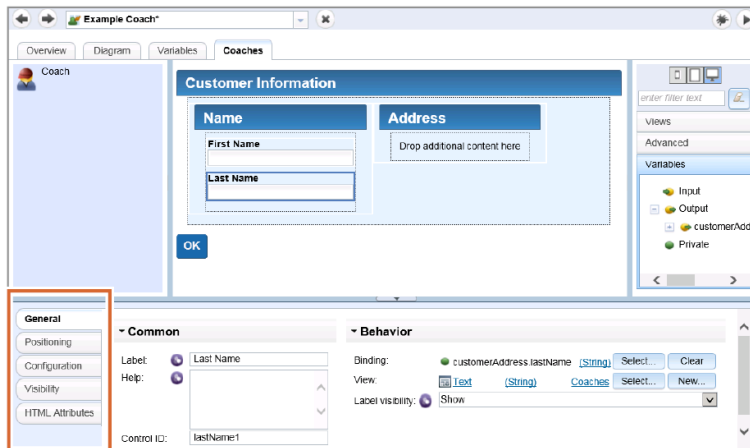 Example Coach*
Overview
Diagram
Variables
Coaches
Coach
Customer Information
Name
Address
First Name
Drop additional content here
Last Name
OK
enter filter text
Views
Advanced
Variables
Input
Output
customerAdd
Private
General
Positioning
Configuration
Visibility
HTML Attributes
Common
Label:
Last Name
Help:
Control ID:
lastName1
Behavior
Binding:
customerAddress.lastName
(String)
Select...
Clear
View:
Text
(String)
Coaches
Select...
New...
Label visibility:
Show